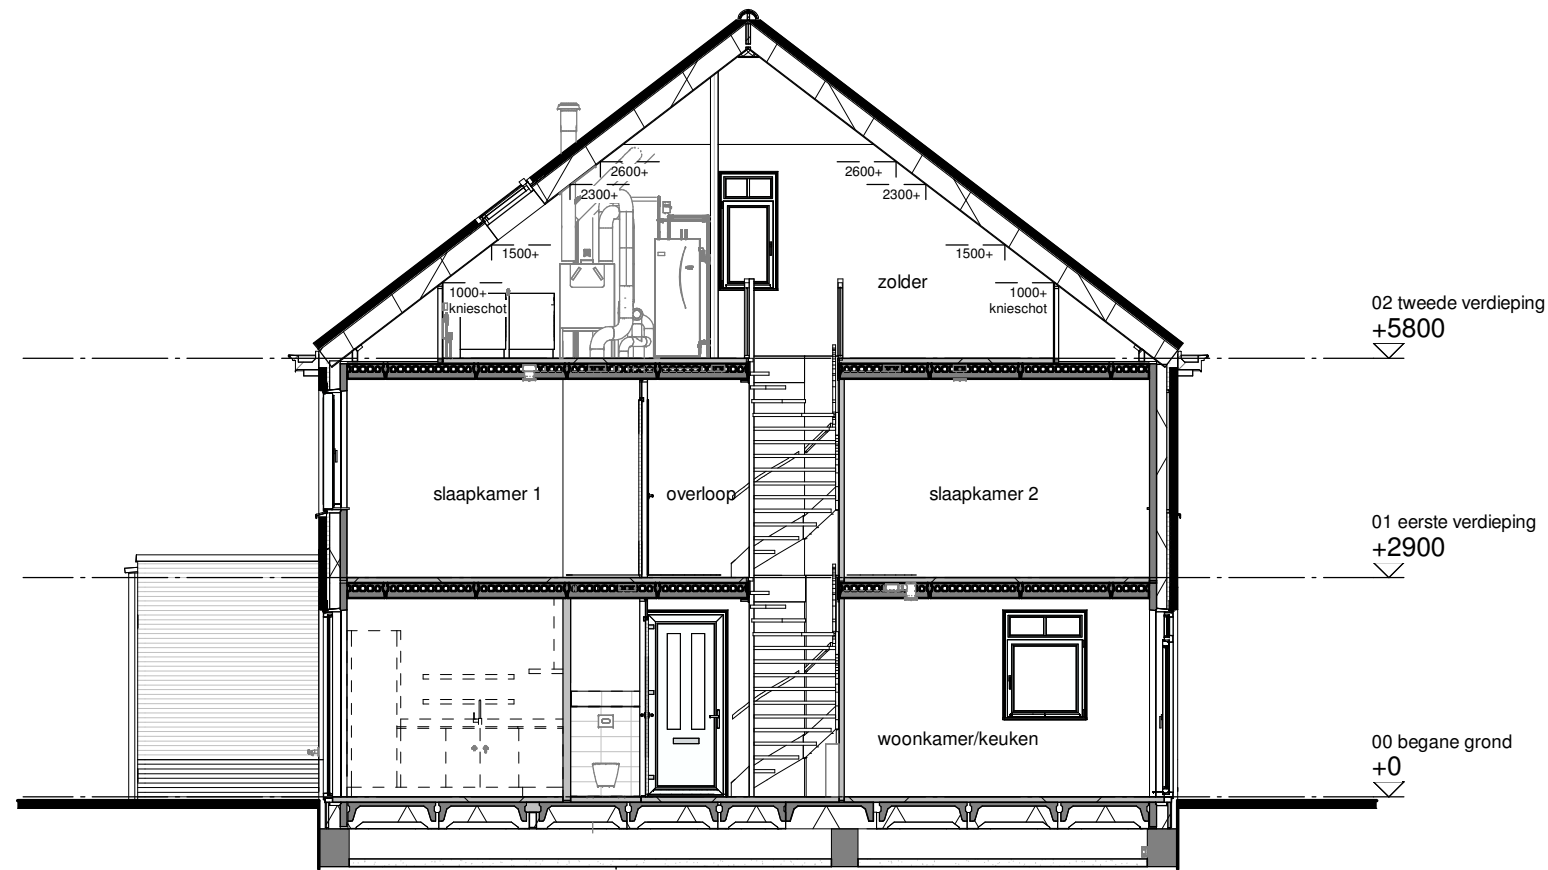 2600+
2600+
2300+
2300+
1500+
1500+
zolder
1000+
knieschot
1000+
knieschot
02 tweede verdieping
+5800
slaapkamer 1
overloop
slaapkamer 2
01 eerste verdieping
+2900
woonkamer/keuken
00 begane grond
+0